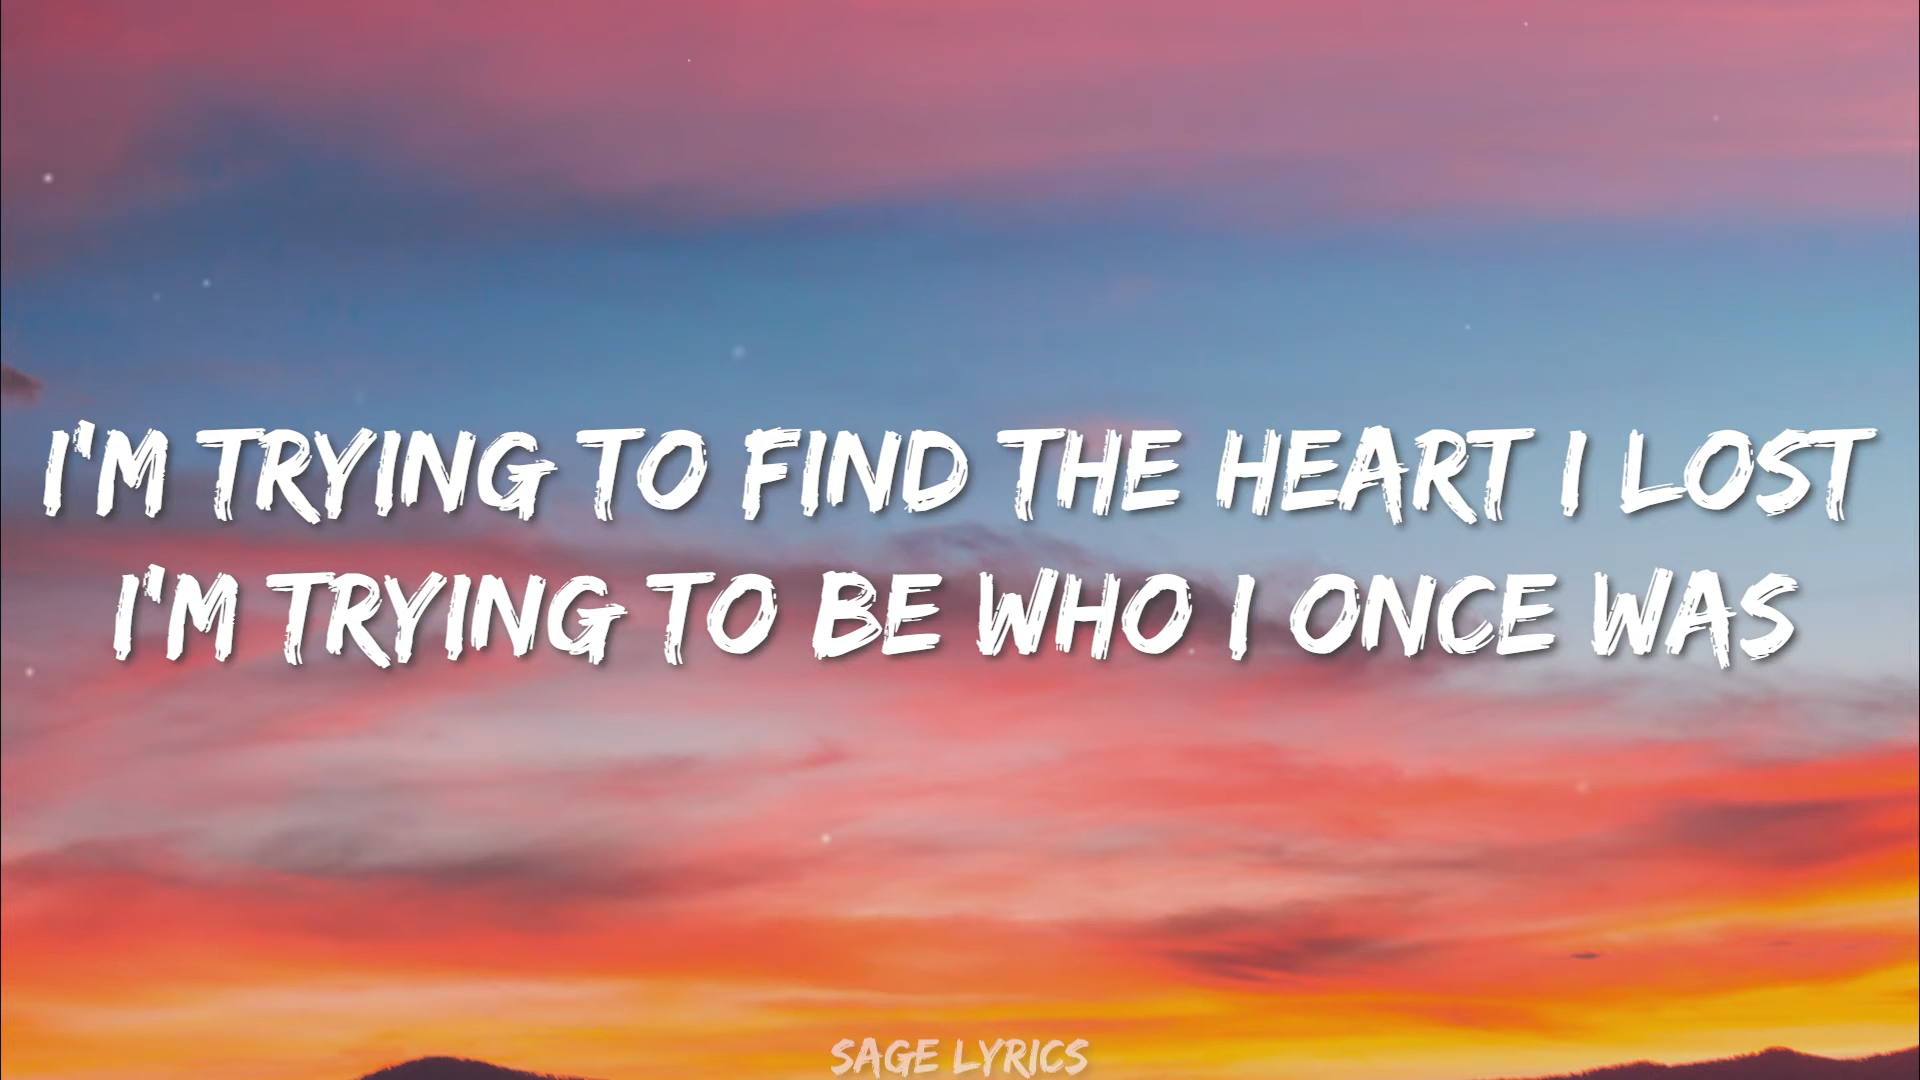 I'M TRYING TO FIND THE HEART I LOST
I'M TRYING TO BE WHO I ONCE WAS
SAGE LYRICS